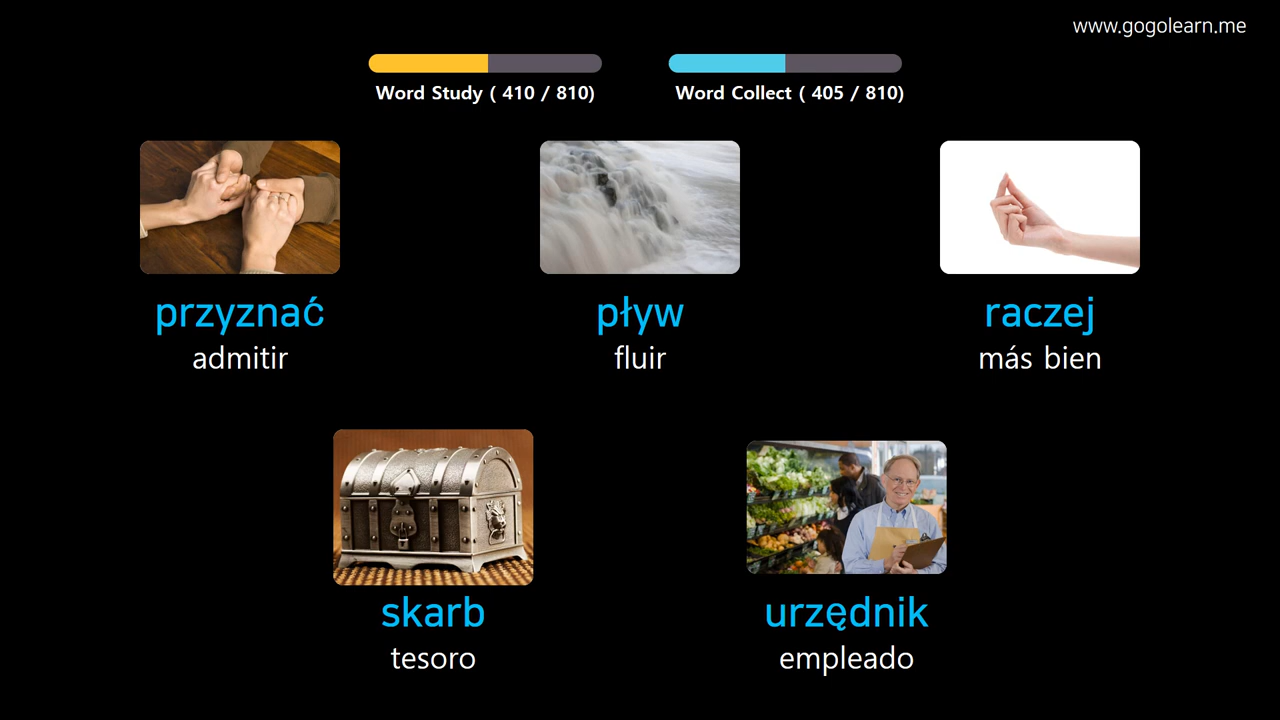 www.gogolearn.me
Word Study ( 410 / 810)
Word Collect ( 405 / 810)
przyznać
admitir
pływ
fluir
raczej
más bien
skarb
tesoro
urzędnik
empleado